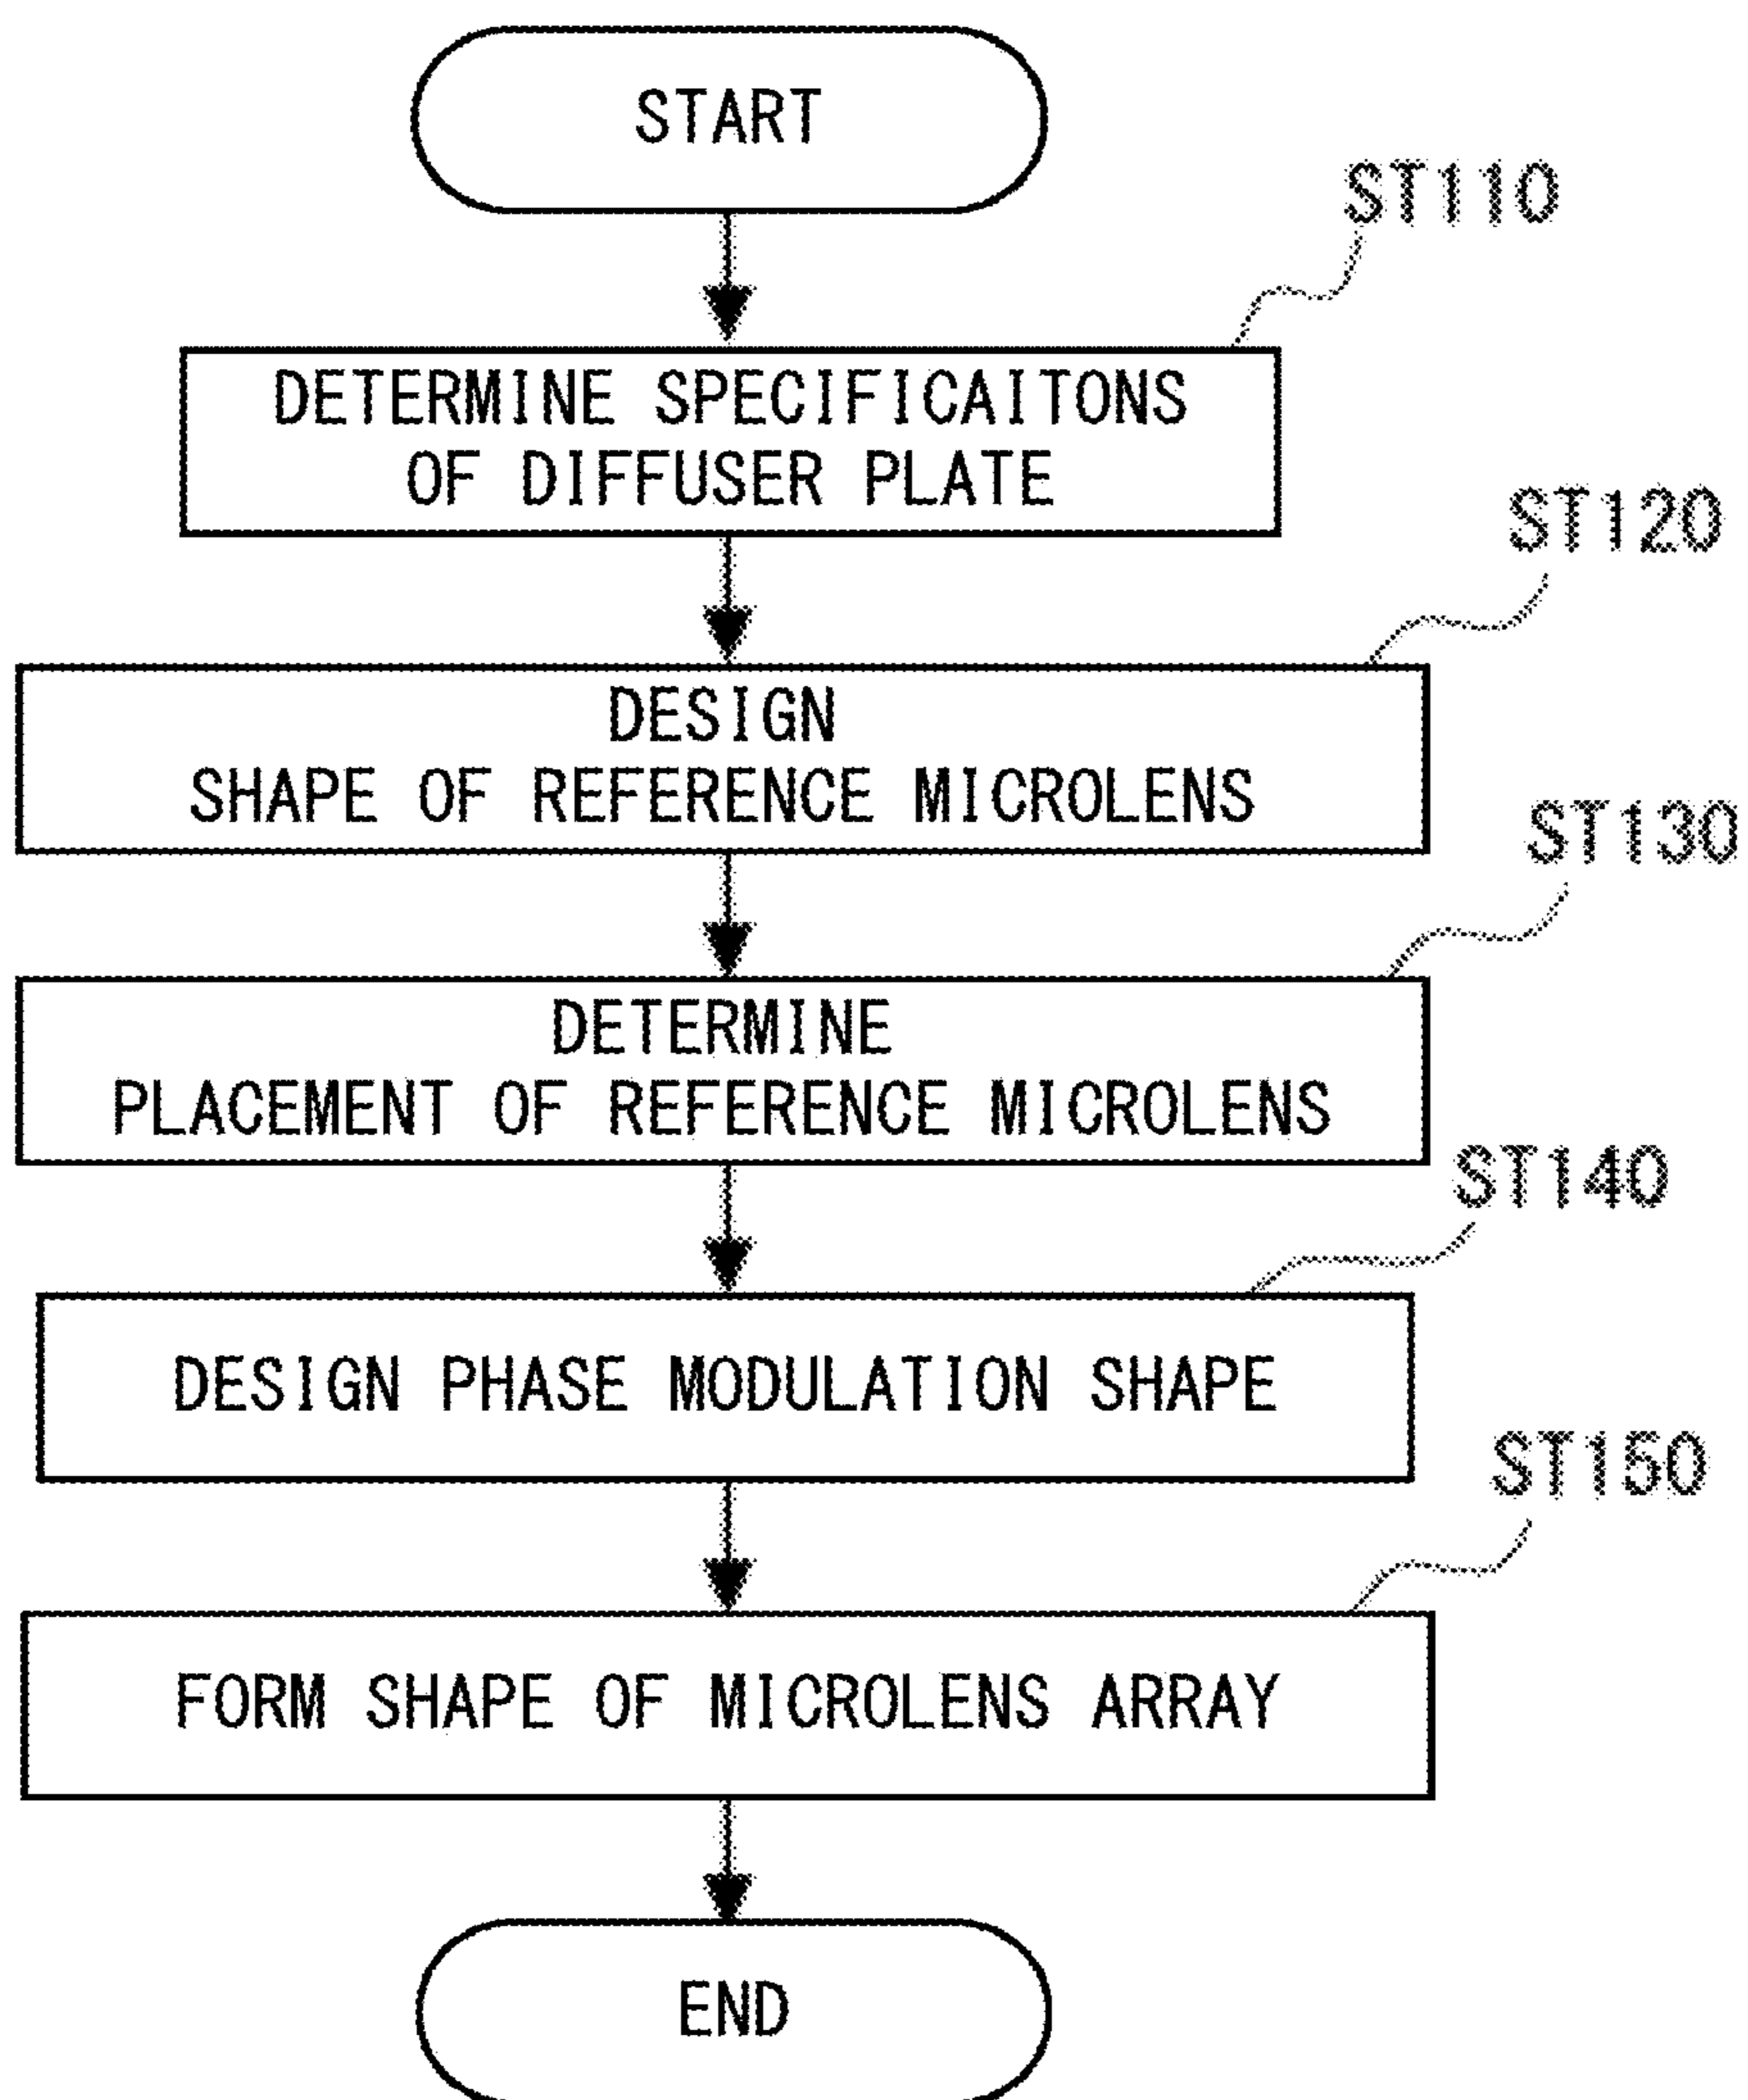 START
ST110
DETERMINE SPECIFICAITONS
OF DIFFUSER PLATE
ST120
DESIGN
SHAPE OF REFERENCE MICROLENS
ST130
DETERMINE
PLACEMENT OF REFERENCE MICROLENS
ST140
DESIGN PHASE MODULATION SHAPE
ST150
FORM SHAPE OF MICROLENS ARRAY
END